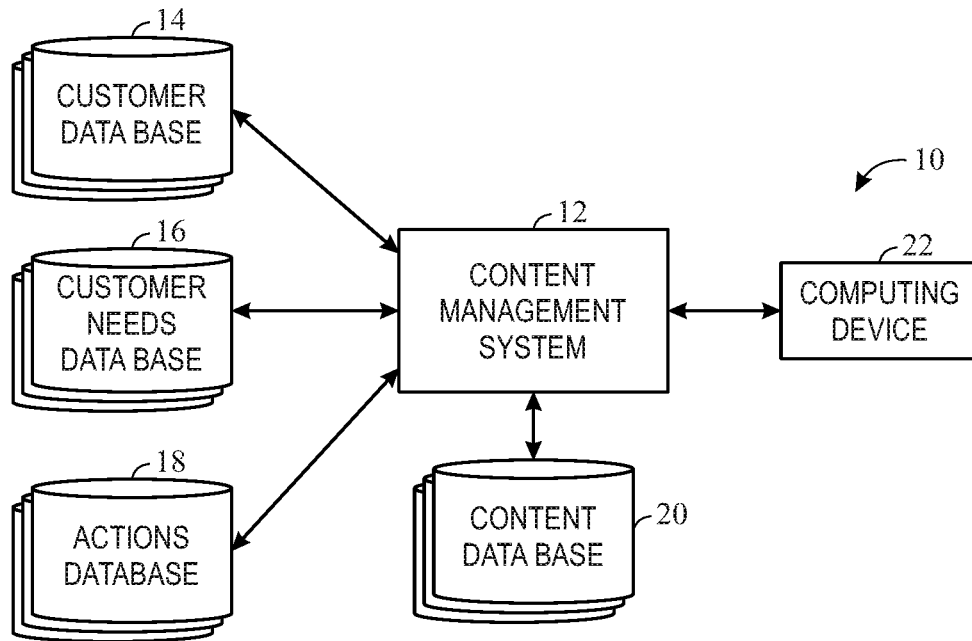 14
CUSTOMER
DATA BASE
16
CUSTOMER
NEEDS
DATA BASE
18
ACTIONS
DATABASE
12
CONTENT
MANAGEMENT
SYSTEM
20
CONTENT
DATA BASE
10
22
COMPUTING
DEVICE